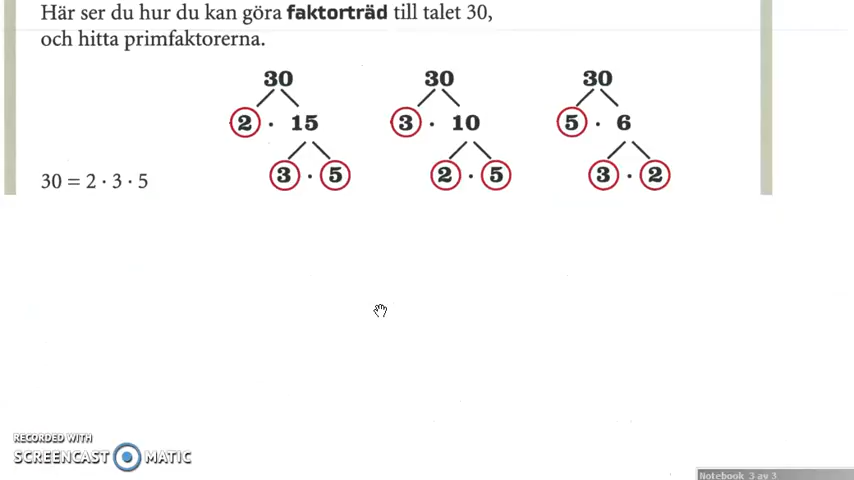 Här ser du hur du kan göra faktorträd till talet 30,
och hitta primfaktorerna.
30 30 30
2 · 15 3 · 10 5 · 6
3 · 5 2 · 5 3 · 2
30 = 2 · 3 · 5
RECORDED WITH
SCREENCAST MATIC
Notebook 3 av 3